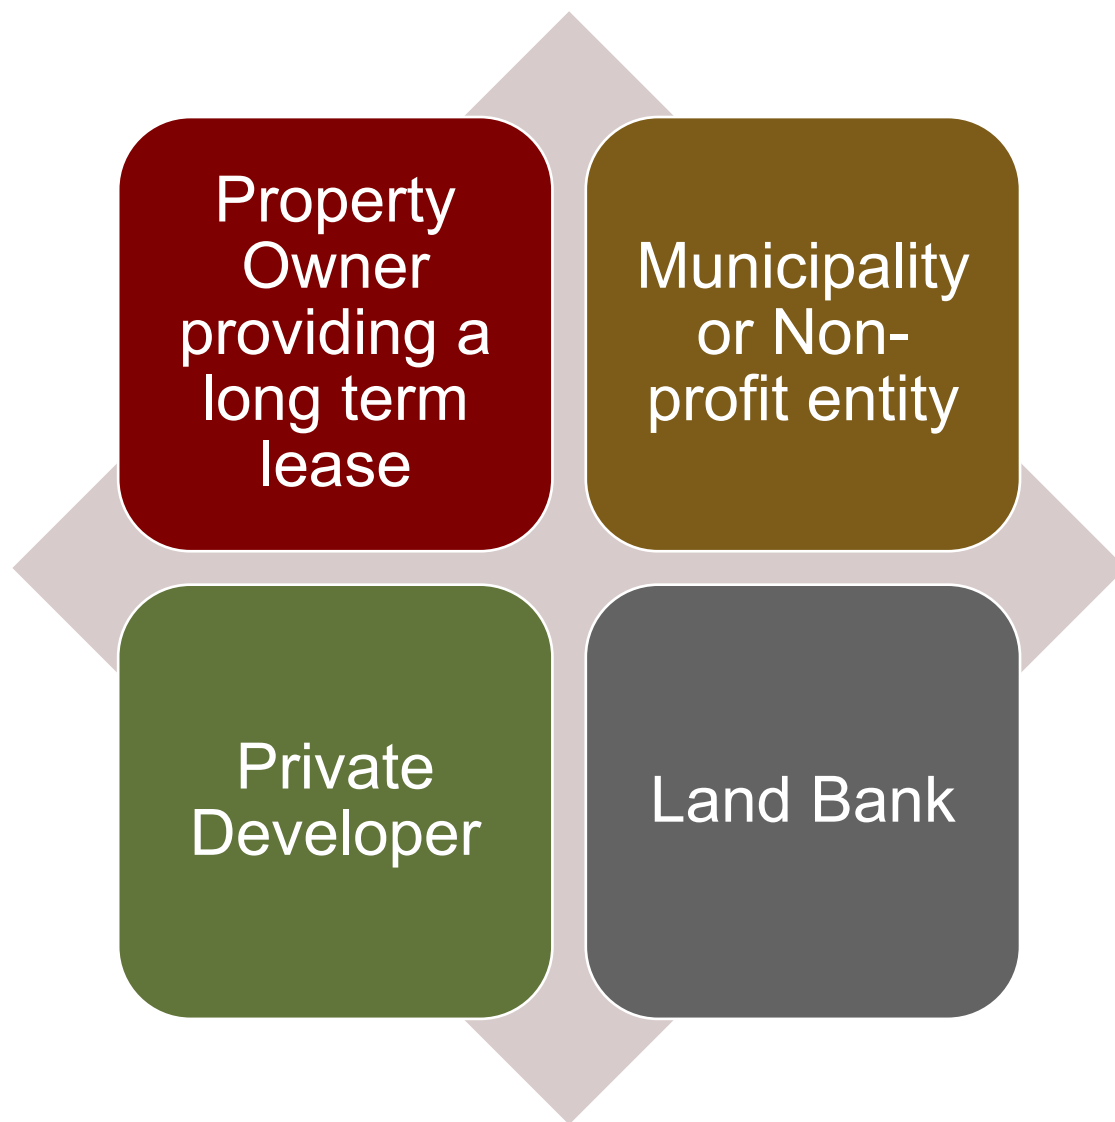 Property
Owner
providing a
long term
lease
Municipality
or Non-
profit entity
Private
Developer
Land Bank